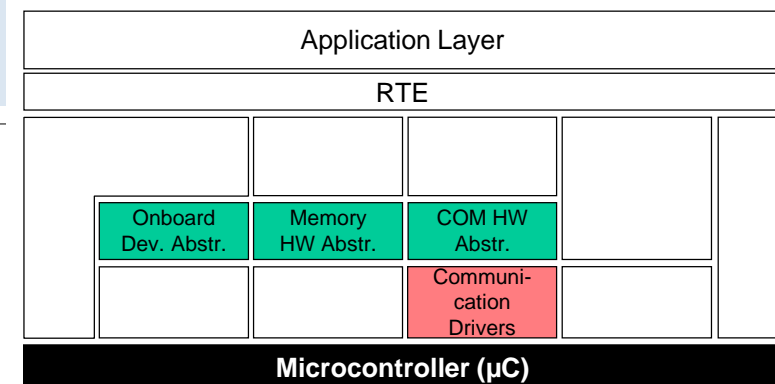 Application Layer
RTE
Onboard
Dev. Abstr.
Memory
HW Abstr.
COM HW
Abstr.
Communi-
cation
Drivers
Microcontroller (µC)